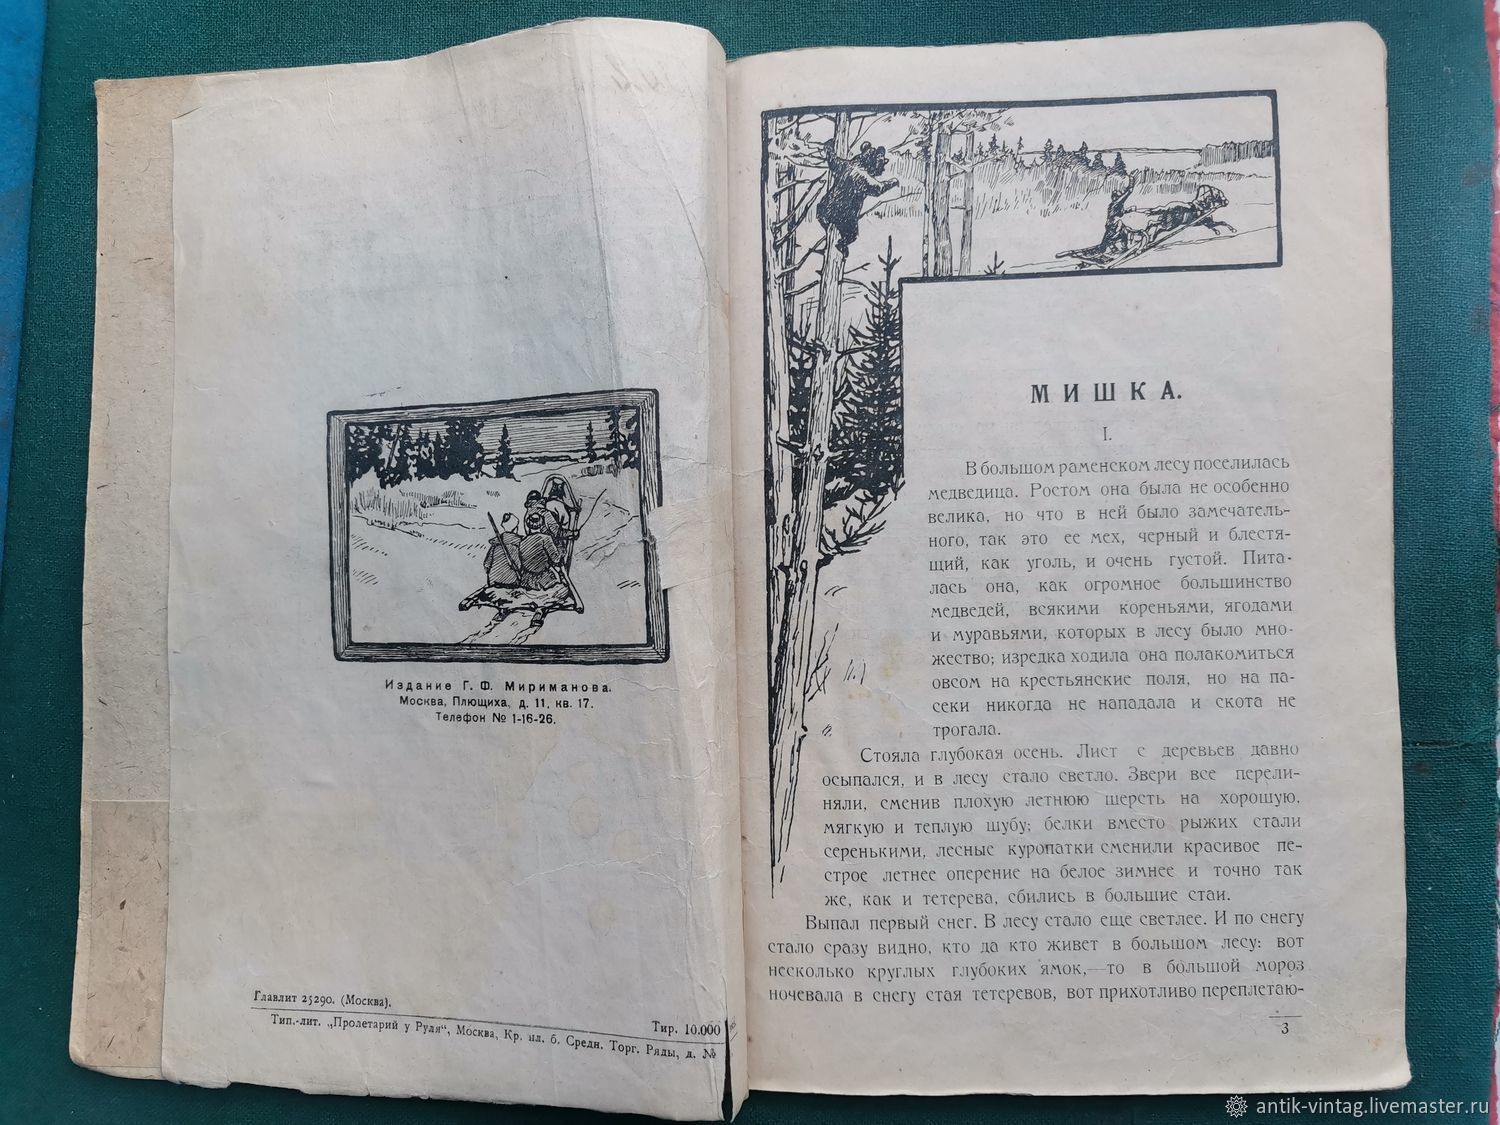 Издание Г. Ф. Мириманова.
Москва, Плющиха, д. 11, кв. 17.
Телефон № 1-16-26.
Главлит 25290. (Москва).
Тир. 10.000
Тип.-лит. „Пролетарий у Руля“, Москва, Кр. пл. б. Средн. Торг. Ряды, д. №
МИШКА.
I.
В большом раменском лесу поселилась
медведица. Ростом она была не особенно
велика, но что в ней было замечатель-
ного, так это ее мех, черный и блестя-
щий, как уголь, и очень густой. Пита-
лась она, как огромное большинство
медведей, всякими кореньями, ягодами
и муравьями, которых в лесу было мно-
жество; изредка ходила она полакомиться
овсом на крестьянские поля, но на па-
секи никогда не нападала и скота не
трогала.
Стояла глубокая осень. Лист с деревьев давно
осыпался, и в лесу стало светло. Звери все перели-
няли, сменив плохую летнюю шерсть на хорошую,
мягкую и теплую шубу; белки вместо рыжих стали
серенькими, лесные куропатки сменили красивое пе-
строе летнее оперение на белое зимнее и точно так
же, как и тетерева, сбились в большие стаи.
Выпал первый снег. В лесу стало еще светлее. И по снегу
стало сразу видно, кто да кто живет в большом лесу: вот
несколько круглых глубоких ямок,—то в большой мороз
ночевала в снегу стая тетеревов, вот прихотливо переплетаю-
3
antik-vintag.livemaster.ru